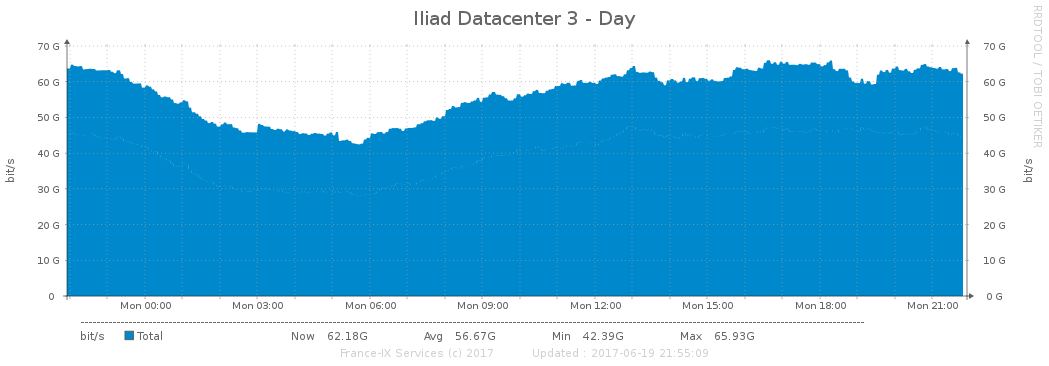 Iliad Datacenter 3 - Day
RRDTOOL / TOBI OETIKER
bit/s
bit/s
70 G 70 G
60 G 60 G
50 G 50 G
40 G 40 G
30 G 30 G
20 G 20 G
10 G 10 G
0 0 G
Mon 00:00 Mon 03:00 Mon 06:00 Mon 09:00 Mon 12:00 Mon 15:00 Mon 18:00 Mon 21:00
bit/s Total Now 62.18G Avg 56.67G Min 42.39G Max 65.93G
France-IX Services (c) 2017 Updated : 2017-06-19 21:55:09